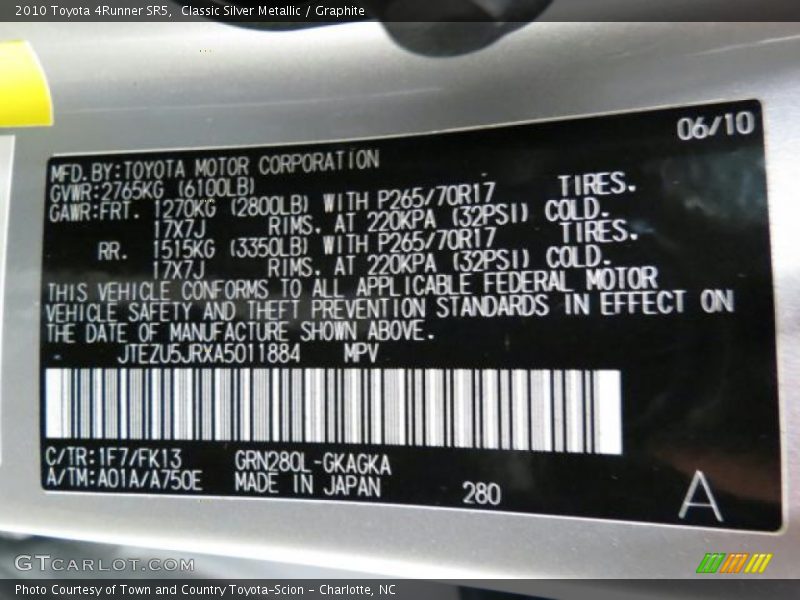 2010 Toyota 4Runner SR5, Classic Silver Metallic / Graphite
06/10
MFD.BY:TOYOTA MOTOR CORPORATION
GVWR:2765KG (6100LB)
GAWR:FRT. 1270KG (2800LB) WITH P265/70R17 TIRES.
17X7J RIMS. AT 220KPA (32PSI) COLD.
RR. 1515KG (3350LB) WITH P265/70R17 TIRES.
17X7J RIMS. AT 220KPA (32PSI) COLD.
THIS VEHICLE CONFORMS TO ALL APPLICABLE FEDERAL MOTOR
VEHICLE SAFETY AND THEFT PREVENTION STANDARDS IN EFFECT ON
THE DATE OF MANUFACTURE SHOWN ABOVE.
JTEZU5JRXA5011884 MPV
C/TR:1F7/FK13 GRN280L-GKAGKA
A/TM:A01A/A750E MADE IN JAPAN 280 A
GTCARLOT.COM
Photo Courtesy of Town and Country Toyota-Scion - Charlotte, NC